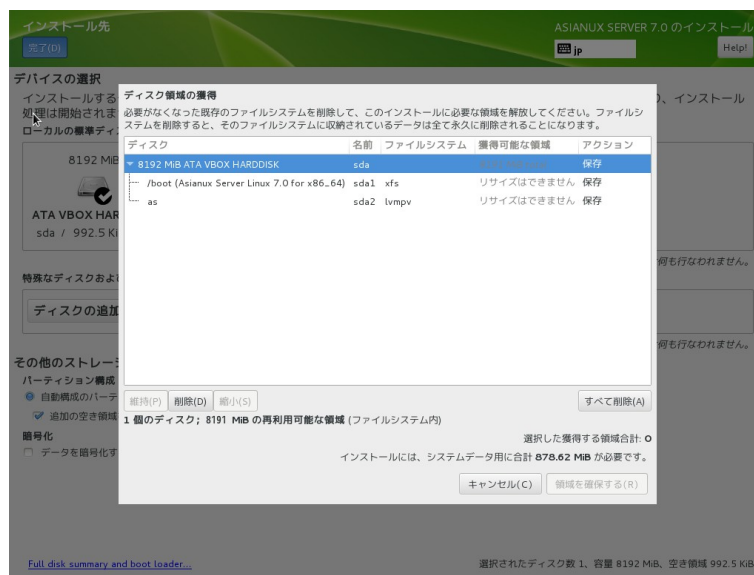 インストール先
ASIANUX SERVER 7.0 のインストール
完了(D)
jp
Help!
デバイスの選択
インストールする
、インストール
処理は開始されま
ローカルの標準ディ
8192 MiB
ATA VBOX HAR
sda / 992.5 Ki
何も行なわれません。
特殊なディスクおよ
ディスクの追加
何も行なわれません。
その他のストレー
パーティション構成
自動構成のパーテ
追加の空き領域
暗号化
データを暗号化す
ディスク領域の獲得
必要がなくなった既存のファイルシステムを削除して、このインストールに必要な領域を解放してください。ファイルシ
ステムを削除すると、そのファイルシステムに収納されているデータは全て永久に削除されることになります。
ディスク 名前 ファイルシステム 獲得可能な領域 アクション
8192 MiB ATA VBOX HARDDISK sda 保存
/boot (Asianux Server Linux 7.0 for x86_64) sda1 xfs リサイズはできません 保存
as sda2 lvmpv リサイズはできません 保存
維持(P) 削除(D) 縮小(S) すべて削除(A)
1 個のディスク; 8191 MiB の再利用可能な領域 (ファイルシステム内)
選択した獲得する領域合計: 0
インストールには、システムデータ用に合計 878.62 MiB が必要です。
キャンセル(C) 領域を確保する(R)
Full disk summary and boot loader...
選択されたディスク数 1、容量 8192 MiB、空き領域 992.5 KiB